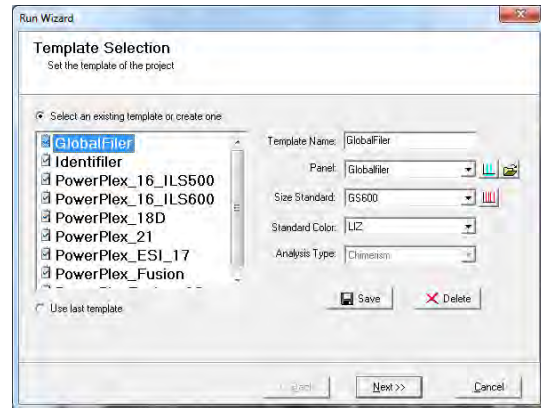 Run Wizard
Template Selection
Set the template of the project
Select an existing template or create one
GlobalFiler
Identifiler
PowerPlex_16_ILS500
PowerPlex_16_ILS600
PowerPlex_18D
PowerPlex_21
PowerPlex_ESI_17
PowerPlex_Fusion
Use last template
Template Name: GlobalFiler
Panel: Globalfiler
Size Standard: GS600
Standard Color: LIZ
Analysis Type: Chimerism
Save Delete
Next >> Cancel